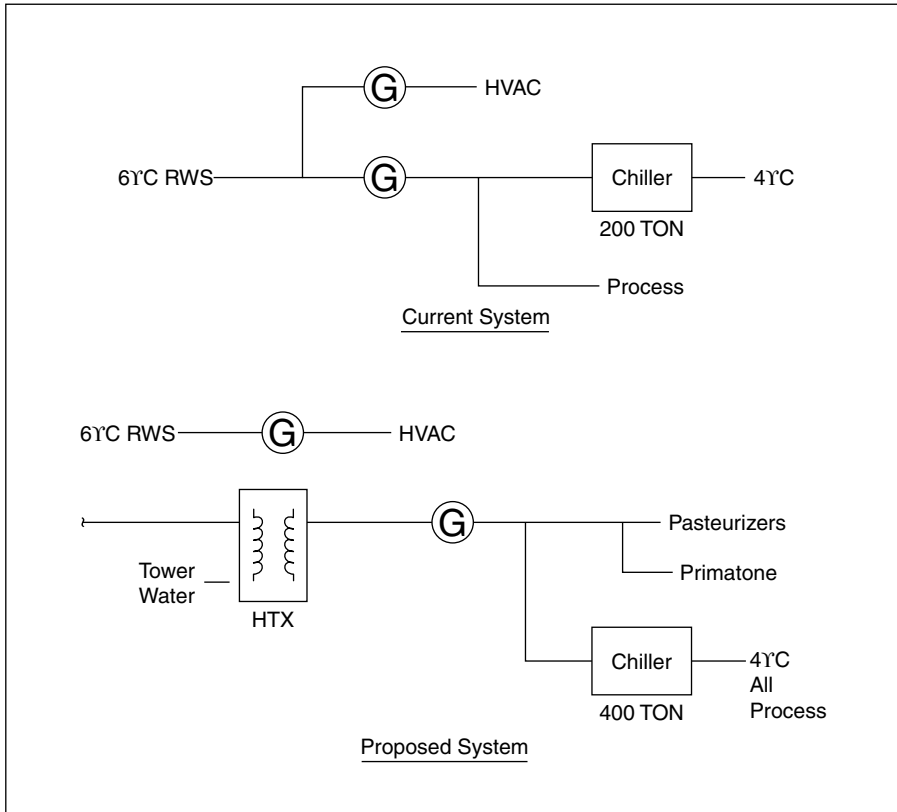 G
HVAC
6ϒC RWS
G
Chiller
4ϒC
200 TON
Process
Current System
6ϒC RWS
G
HVAC
G
Pasteurizers
Primatone
Tower
Water
HTX
Chiller
4ϒC
All
Process
400 TON
Proposed System